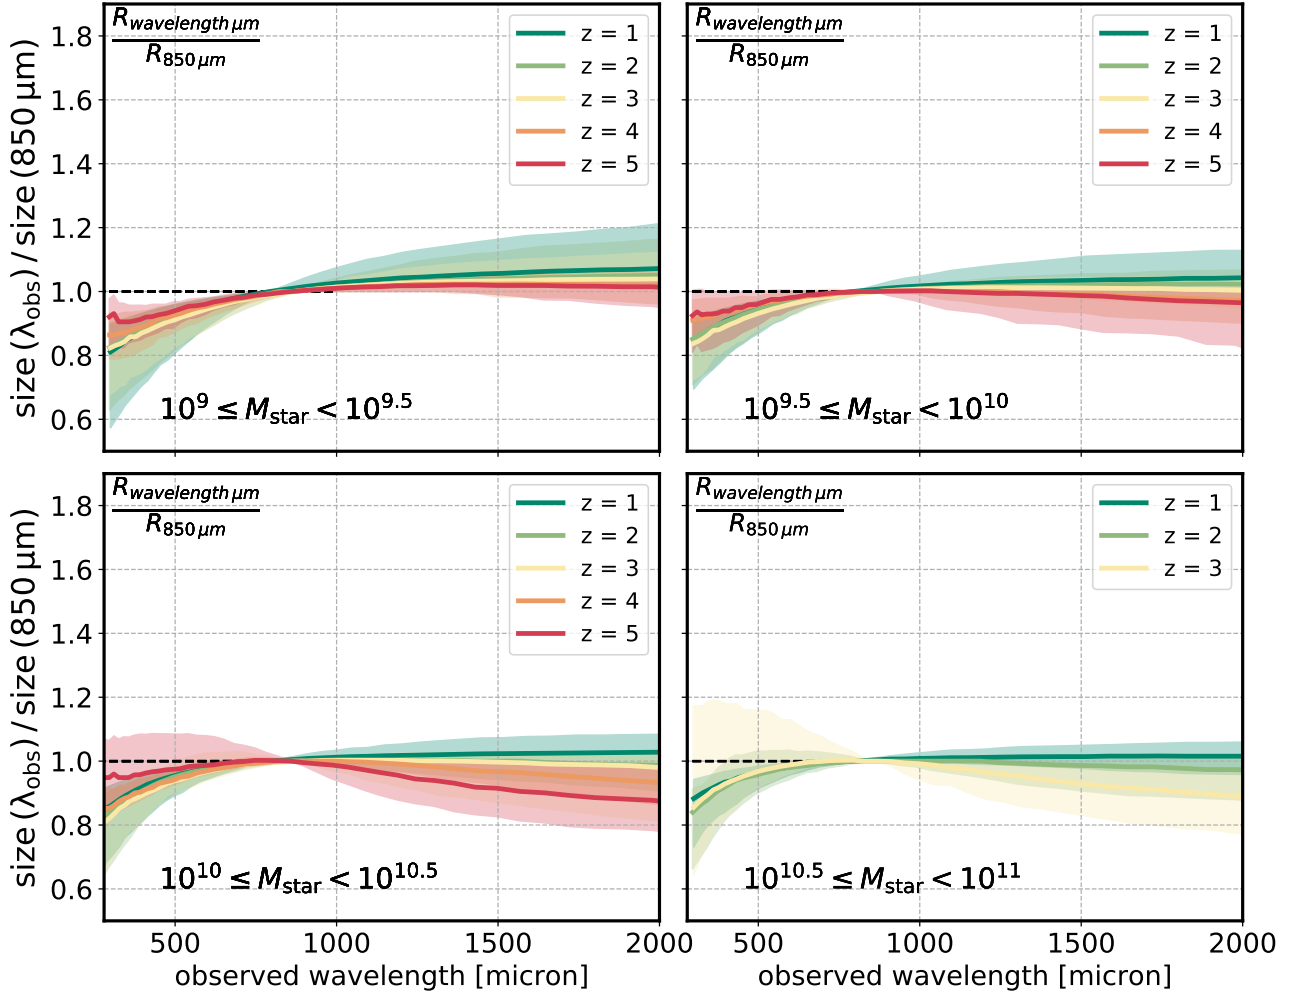 R_wavelength μm / R_850 μm
z = 1
z = 2
z = 3
z = 4
z = 5
1.8
1.6
1.4
1.2
1.0
0.8
0.6
size (λ_obs) / size (850 μm)
10^9 ≤ M_star < 10^9.5
R_wavelength μm / R_850 μm
z = 1
z = 2
z = 3
z = 4
z = 5
10^9.5 ≤ M_star < 10^10
R_wavelength μm / R_850 μm
z = 1
z = 2
z = 3
z = 4
z = 5
1.8
1.6
1.4
1.2
1.0
0.8
0.6
size (λ_obs) / size (850 μm)
10^10 ≤ M_star < 10^10.5
500 1000 1500 2000
observed wavelength [micron]
R_wavelength μm / R_850 μm
z = 1
z = 2
z = 3
10^10.5 ≤ M_star < 10^11
500 1000 1500 2000
observed wavelength [micron]